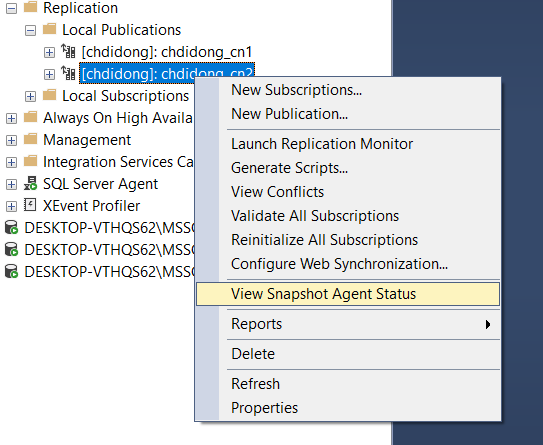 Replication
Local Publications
[chdidong]: chdidong_cn1
[chdidong]: chdidong_cn2
Local Subscriptions
Always On High Availa
Management
Integration Services Ca
SQL Server Agent
XEvent Profiler
DESKTOP-VTHQS62\MSS
DESKTOP-VTHQS62\MSS
DESKTOP-VTHQS62\MSS
New Subscriptions...
New Publication...
Launch Replication Monitor
Generate Scripts...
View Conflicts
Validate All Subscriptions
Reinitialize All Subscriptions
Configure Web Synchronization...
View Snapshot Agent Status
Reports
Delete
Refresh
Properties